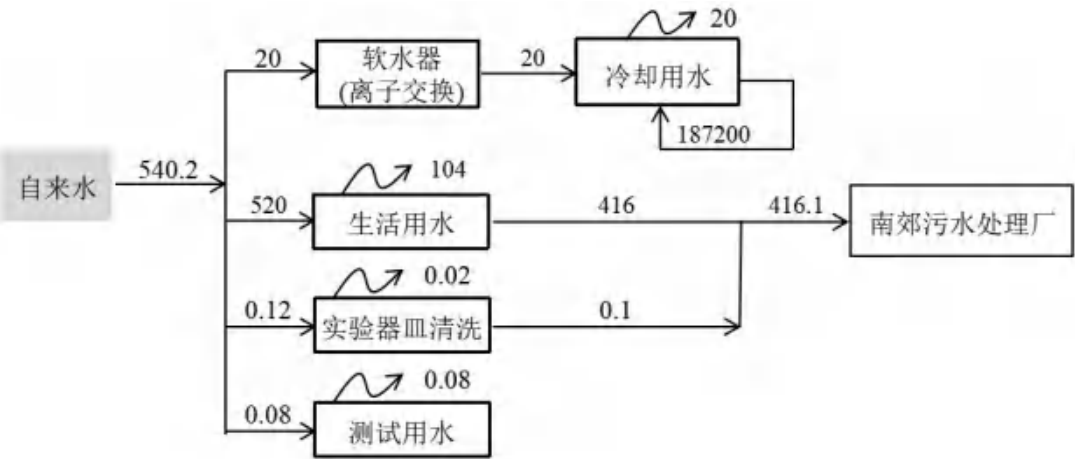 20
20
软水器
(离子交换)
20
冷却用水
187200
自来水
540.2
104
520
生活用水
416
416.1
南郊污水处理厂
0.02
0.12
实验器皿清洗
0.1
0.08
0.08
测试用水